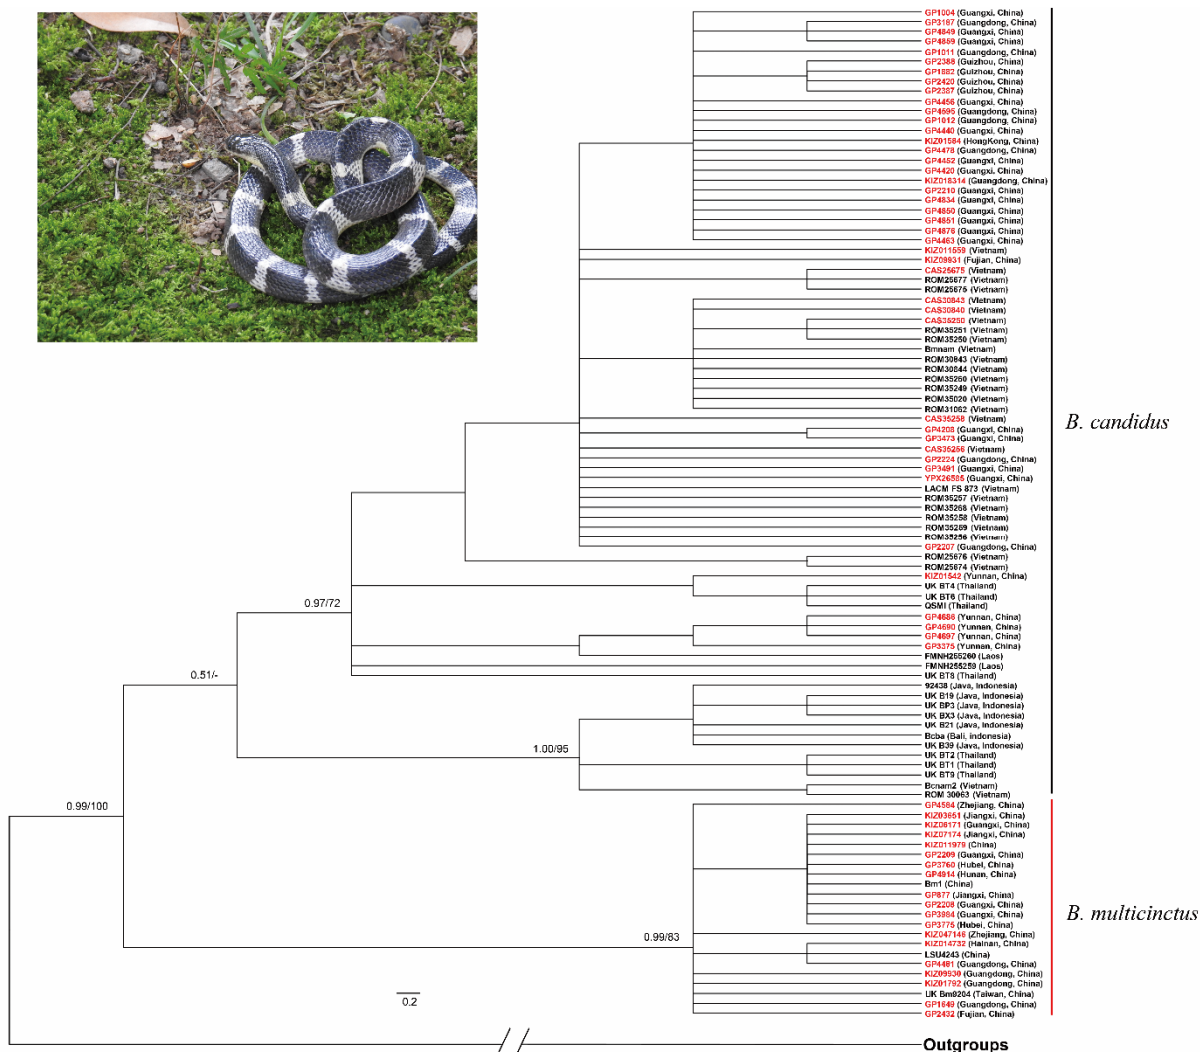 GP1004 (Guangxi, China)
GP3187 (Guangdong, China)
GP4849 (Guangxi, China)
GP4859 (Guangxi, China)
GP1011 (Guangdong, China)
GP2388 (Guizhou, China)
GP1882 (Guizhou, China)
GP2420 (Guizhou, China)
GP2387 (Guizhou, China)
GP4456 (Guangxi, China)
GP4695 (Guangdong, China)
GP1012 (Guangdong, China)
GP4440 (Guangxi, China)
KIZ01584 (HongKong, China)
GP4478 (Guangdong, China)
GP4452 (Guangxi, China)
GP4420 (Guangxi, China)
KIZ018314 (Guangdong, China)
GP2210 (Guangxi, China)
GP4834 (Guangxi, China)
GP4850 (Guangxi, China)
GP4851 (Guangxi, China)
GP4876 (Guangxi, China)
GP4463 (Guangxi, China)
KIZ011559 (Vietnam)
KIZ09931 (Fujian, China)
CAS25675 (Vietnam)
ROM25677 (Vietnam)
ROM25675 (Vietnam)
CAS30843 (Vietnam)
CAS30840 (Vietnam)
CAS35250 (Vietnam)
ROM35251 (Vietnam)
ROM35250 (Vietnam)
Bmnam (Vietnam)
ROM30843 (Vietnam)
ROM30844 (Vietnam)
ROM35260 (Vietnam)
ROM35249 (Vietnam)
ROM35020 (Vietnam)
ROM31062 (Vietnam)
CAS35258 (Vietnam)
B. candidus
GP4208 (Guangxi, China)
GP3473 (Guangxi, China)
CAS35256 (Vietnam)
GP2224 (Guangdong, China)
GP3491 (Guangxi, China)
YPX26585 (Guangxi, China)
LACM FS 873 (Vietnam)
ROM35257 (Vietnam)
ROM35268 (Vietnam)
ROM35258 (Vietnam)
ROM35259 (Vietnam)
ROM35256 (Vietnam)
GP2207 (Guangdong, China)
ROM25676 (Vietnam)
ROM25674 (Vietnam)
KIZ01542 (Yunnan, China)
UK BT4 (Thailand)
UK BT6 (Thailand)
QSMI (Thailand)
0.97/72
GP4686 (Yunnan, China)
GP4690 (Yunnan, China)
GP4697 (Yunnan, China)
GP3375 (Yunnan, China)
FMNH255260 (Laos)
FMNH255259 (Laos)
0.51/-
UK BT8 (Thailand)
92438 (Java, Indonesia)
UK B19 (Java, Indonesia)
UK BP3 (Java, Indonesia)
UK BX3 (Java, Indonesia)
UK B21 (Java, Indonesia)
Bcba (Bali, indonesia)
UK B39 (Java, Indonesia)
1.00/95
UK BT2 (Thailand)
UK BT1 (Thailand)
UK BT9 (Thailand)
Bcnam2 (Vietnam)
ROM 30063 (Vietnam)
0.99/100
GP4584 (Zhejiang, China)
KIZ03651 (Jiangxi, China)
KIZ06171 (Guangxi, China)
KIZ07174 (Jiangxi, China)
KIZ011979 (China)
GP2209 (Guangxi, China)
GP3760 (Hubei, China)
GP4914 (Hunan, China)
Bm1 (China)
GP877 (Jiangxi, China)
GP2208 (Guangxi, China)
GP3984 (Guangxi, China)
B. multicinctus
GP3775 (Hubei, China)
KIZ047146 (Zhejiang, China)
0.99/83
KIZ014732 (Hainan, China)
LSU4243 (China)
GP4481 (Guangdong, China)
KIZ09930 (Guangdong, China)
KIZ01792 (Guangdong, China)
UK Bm9204 (Taiwan, China)
0.2
GP1649 (Guangdong, China)
GP2432 (Fujian, China)
Outgroups